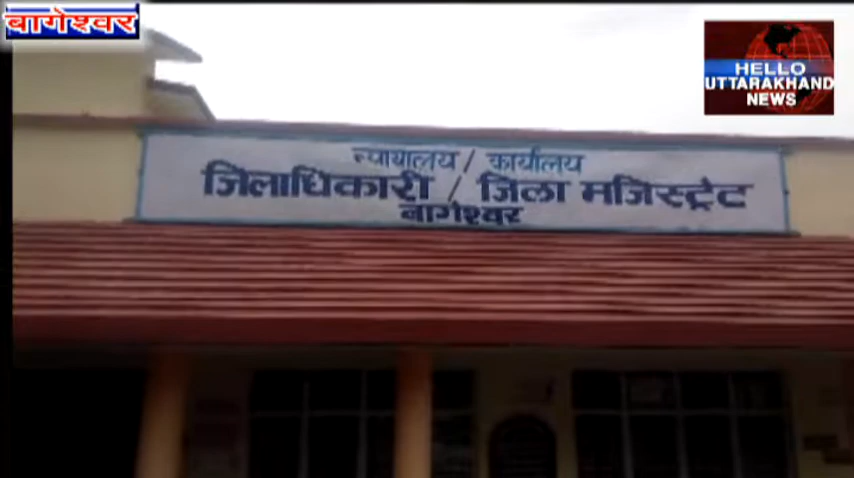 बागेश्वर
HELLO
UTTARAKHAND
NEWS
न्यायालय / कार्यालय
जिलाधिकारी / जिला मजिस्ट्रेट
बागेश्वर